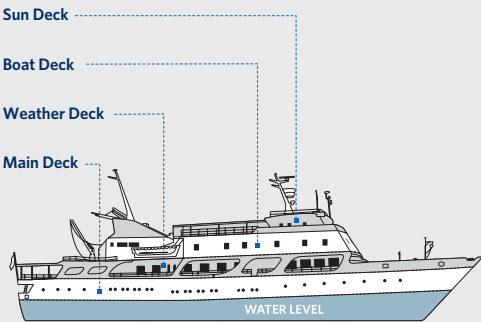 Sun Deck
Boat Deck
Weather Deck
Main Deck
WATER LEVEL